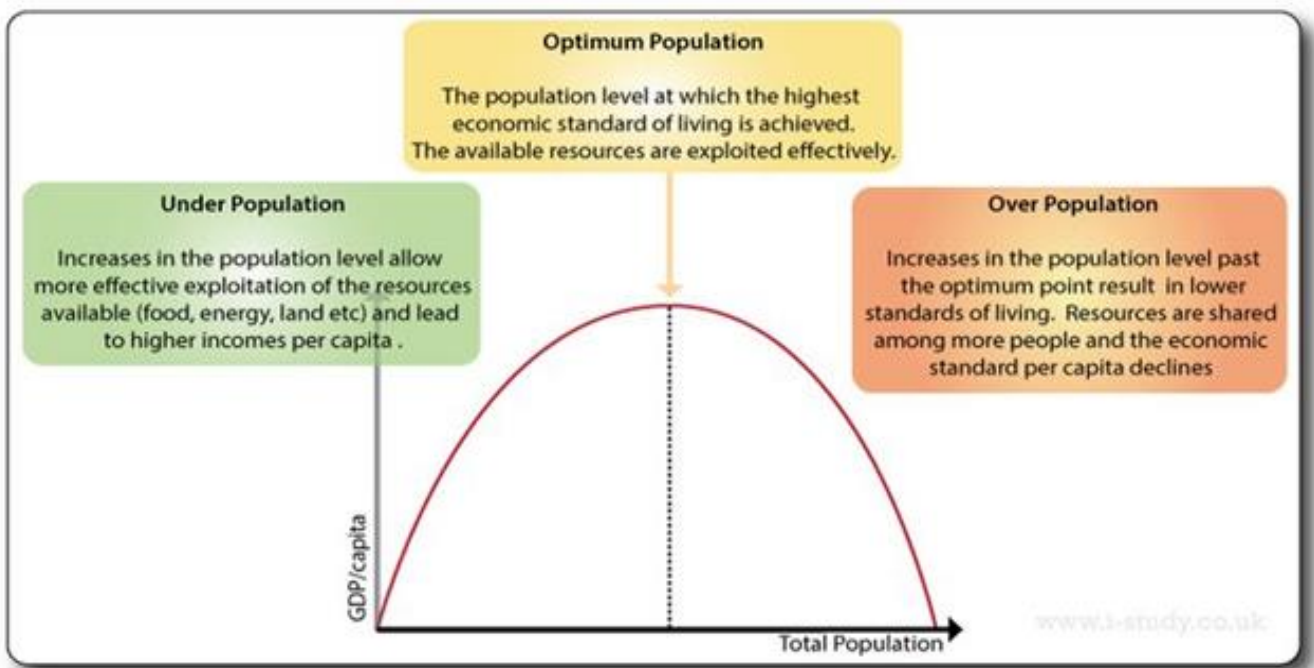 Optimum Population
The population level at which the highest
economic standard of living is achieved.
The available resources are exploited effectively.
Under Population
Increases in the population level allow
more effective exploitation of the resources
available (food, energy, land etc) and lead
to higher incomes per capita .
Over Population
Increases in the population level past
the optimum point result in lower
standards of living. Resources are shared
among more people and the economic
standard per capita declines
GDP/capita
Total Population
www.i-study.co.uk